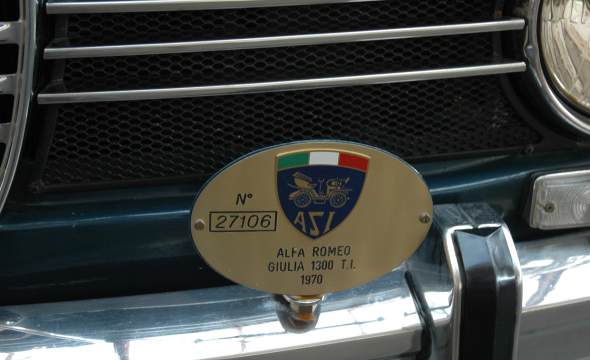 N°
27106
ASI
ALFA ROMEO
GIULIA 1300 T.I.
1970